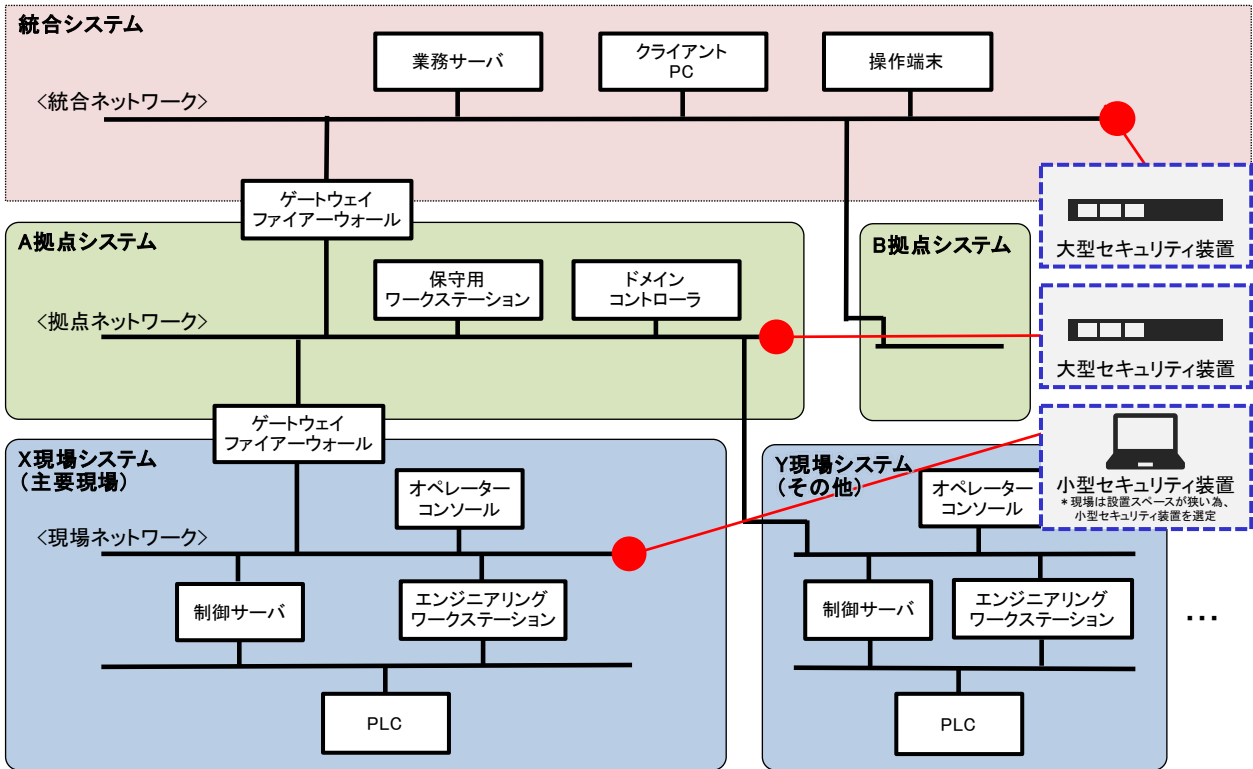 統合システム
業務サーバ
クライアント
PC
操作端末
<統合ネットワーク>
ゲートウェイ
ファイアーウォール
大型セキュリティ装置
A拠点システム
B拠点システム
保守用
ワークステーション
ドメイン
コントローラ
<拠点ネットワーク>
大型セキュリティ装置
ゲートウェイ
ファイアーウォール
X現場システム
(主要現場)
オペレーター
コンソール
<現場ネットワーク>
制御サーバ
エンジニアリング
ワークステーション
PLC
Y現場システム
(その他)
オペレーター
コンソール
小型セキュリティ装置
*現場は設置スペースが狭い為、
小型セキュリティ装置を選定
制御サーバ
エンジニアリング
ワークステーション
PLC
...